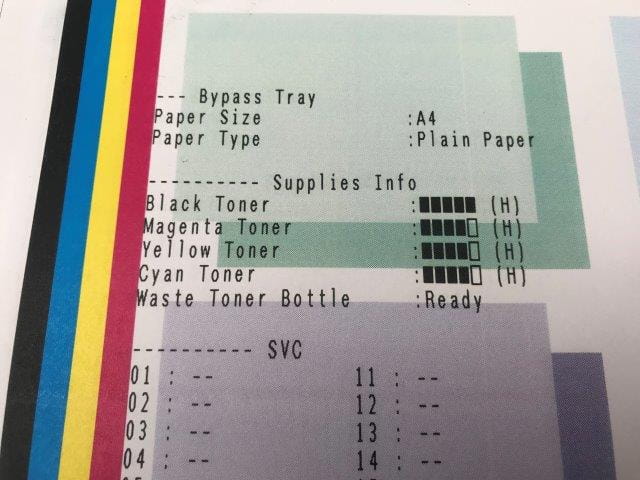 ---- Bypass Tray
Paper Size :A4
Paper Type :Plain Paper
---------- Supplies Info
Black Toner :■■■■■ (H)
Magenta Toner :■■■■□ (H)
Yellow Toner :■■■■□ (H)
Cyan Toner :■■■■□ (H)
Waste Toner Bottle :Ready
---------- SVC
01 : -- 11 : --
02 : -- 12 : --
03 : -- 13 : --
04 : -- 14 : --